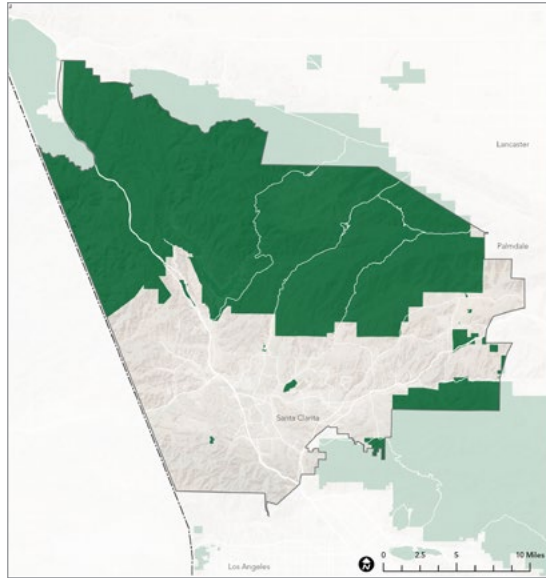 Lancaster
Palmdale
Santa Clarita
Los Angeles
N
0 2.5 5 10 Miles